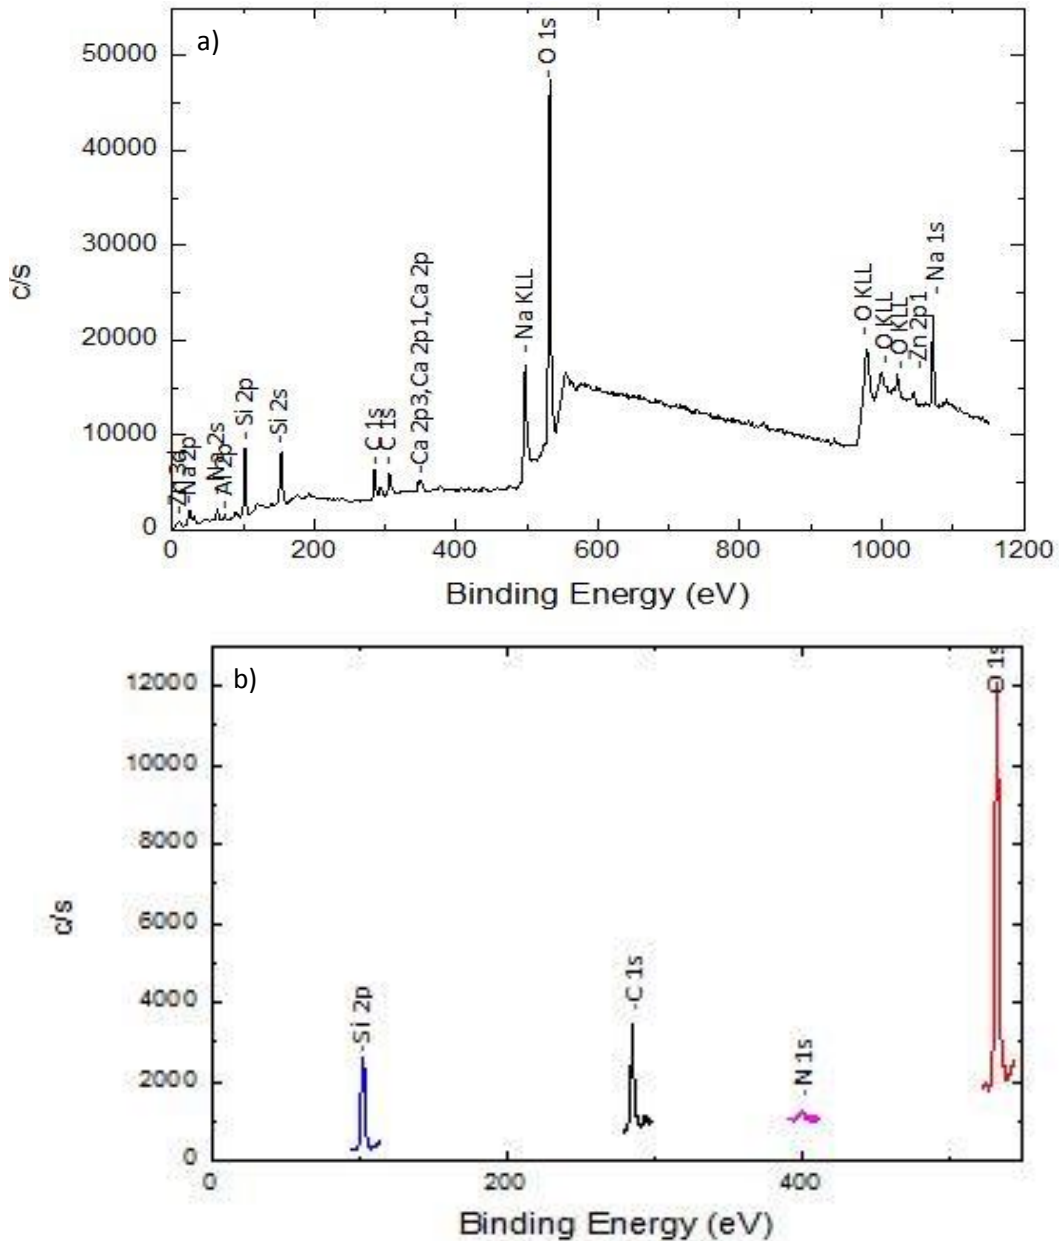 a)
50000
40000
30000
20000
10000
0
c/s
Na 2p
Na 2s
Al 2p
Si 2p
Si 2s
C 1s
C 1s
Ca 2p3,Ca 2p1,Ca 2p
Na KLL
O 1s
O KLL
O KLL
O KLL
Zn 2p1
Na 1s
0 200 400 600 800 1000 1200
Binding Energy (eV)
b)
12000
10000
8000
6000
4000
2000
0
c/s
Si 2p
C 1s
N 1s
O 1s
0 200 400
Binding Energy (eV)